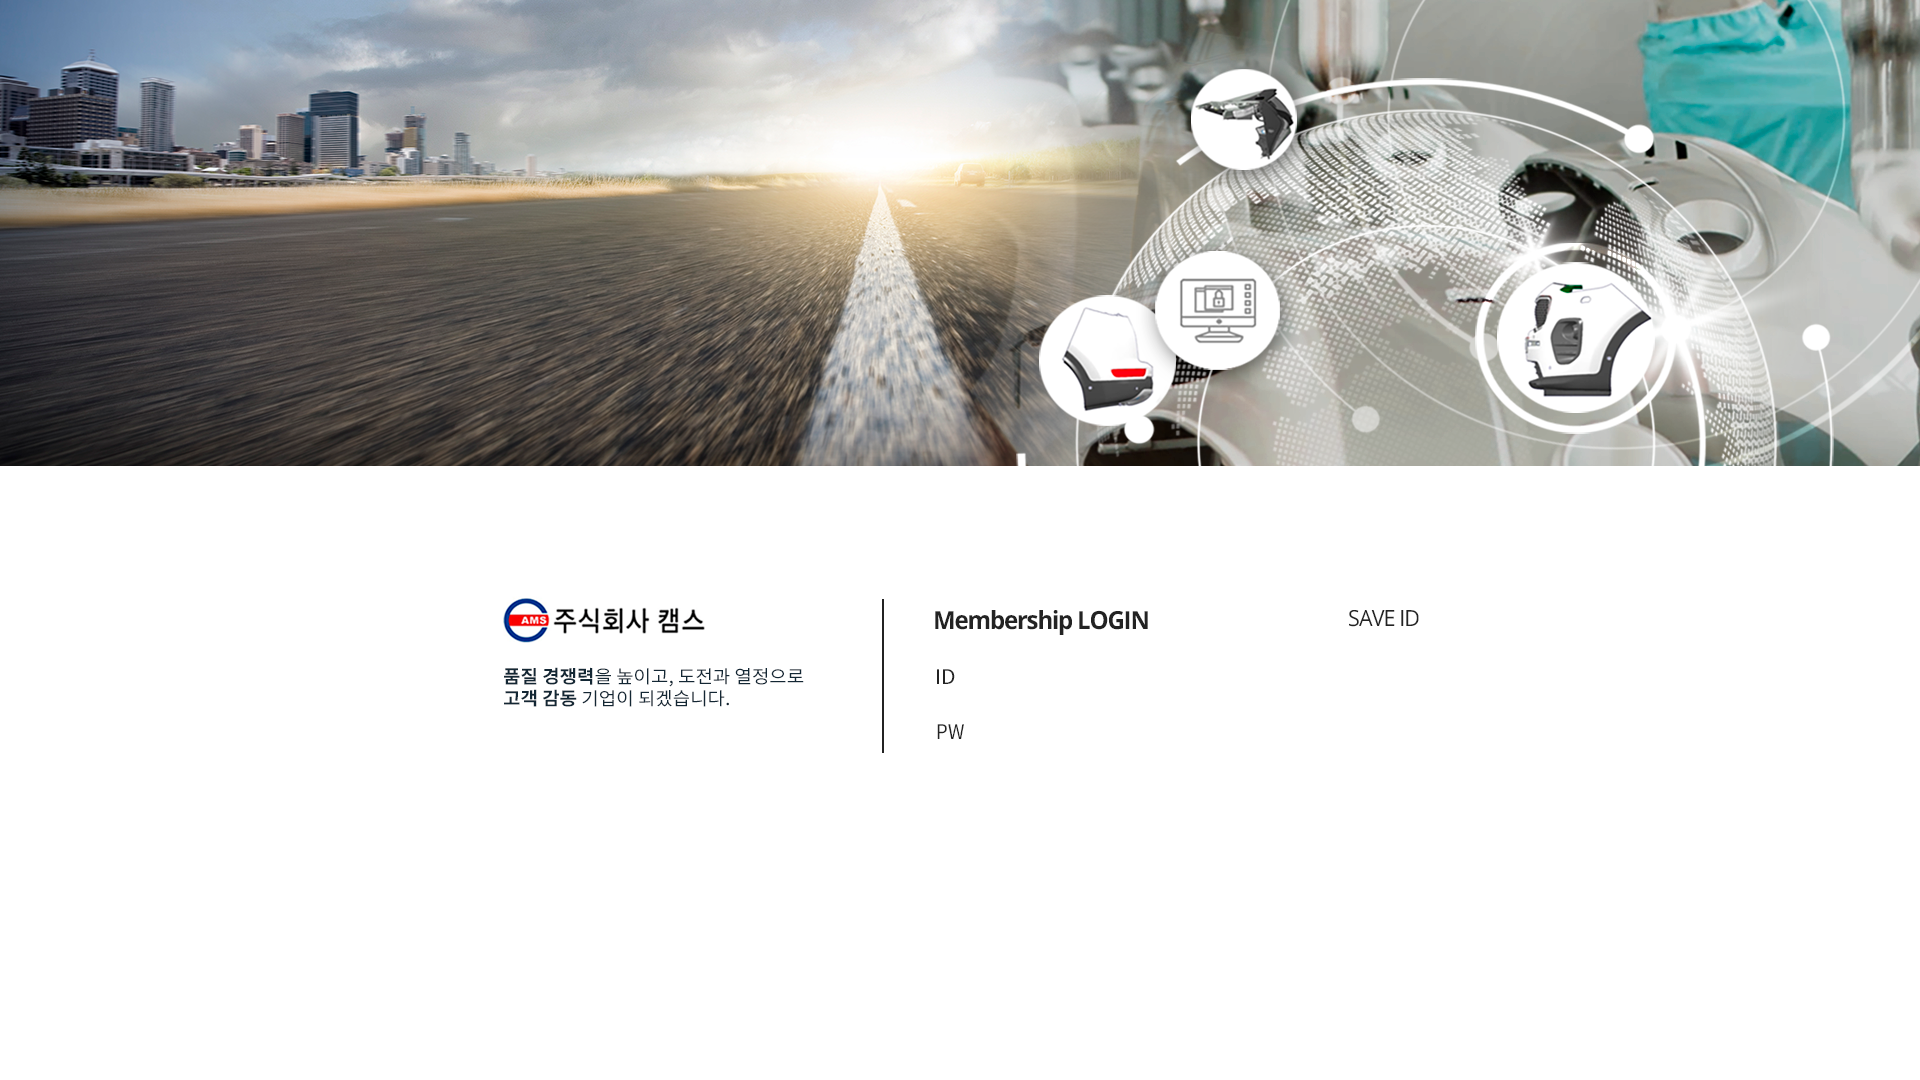 AMS 주식회사 캠스
품질 경쟁력을 높이고, 도전과 열정으로
고객 감동 기업이 되겠습니다.
Membership LOGIN
SAVE ID
ID
PW